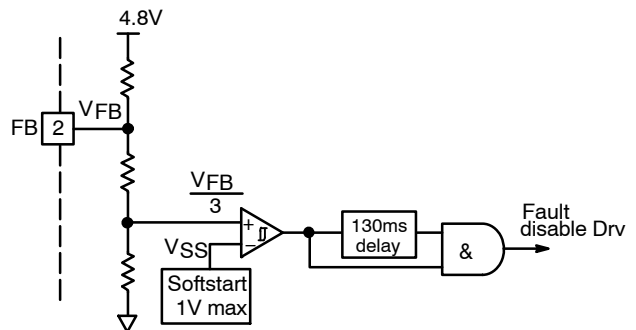 4.8V
VFB
FB 2
VFB
3
+
VSS
−
Softstart
1V max
130ms
delay
&
Fault
disable Drv